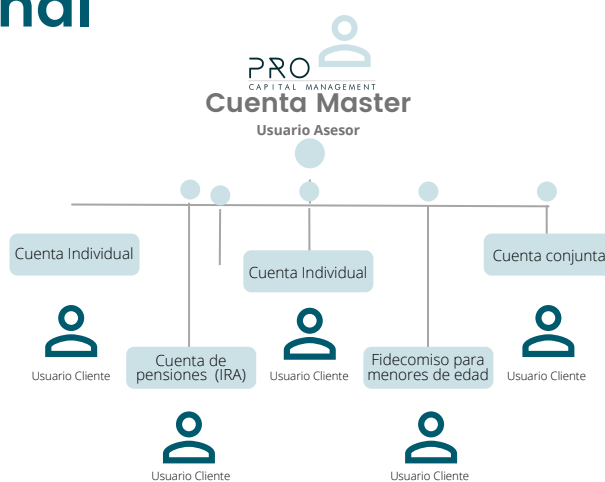 nal
PRO
CAPITAL MANAGEMENT
Cuenta Master
Usuario Asesor
Cuenta Individual
Cuenta Individual
Cuenta conjunta
Usuario Cliente
Cuenta de
pensiones (IRA)
Usuario Cliente
Fidecomiso para
menores de edad
Usuario Cliente
Usuario Cliente
Usuario Cliente